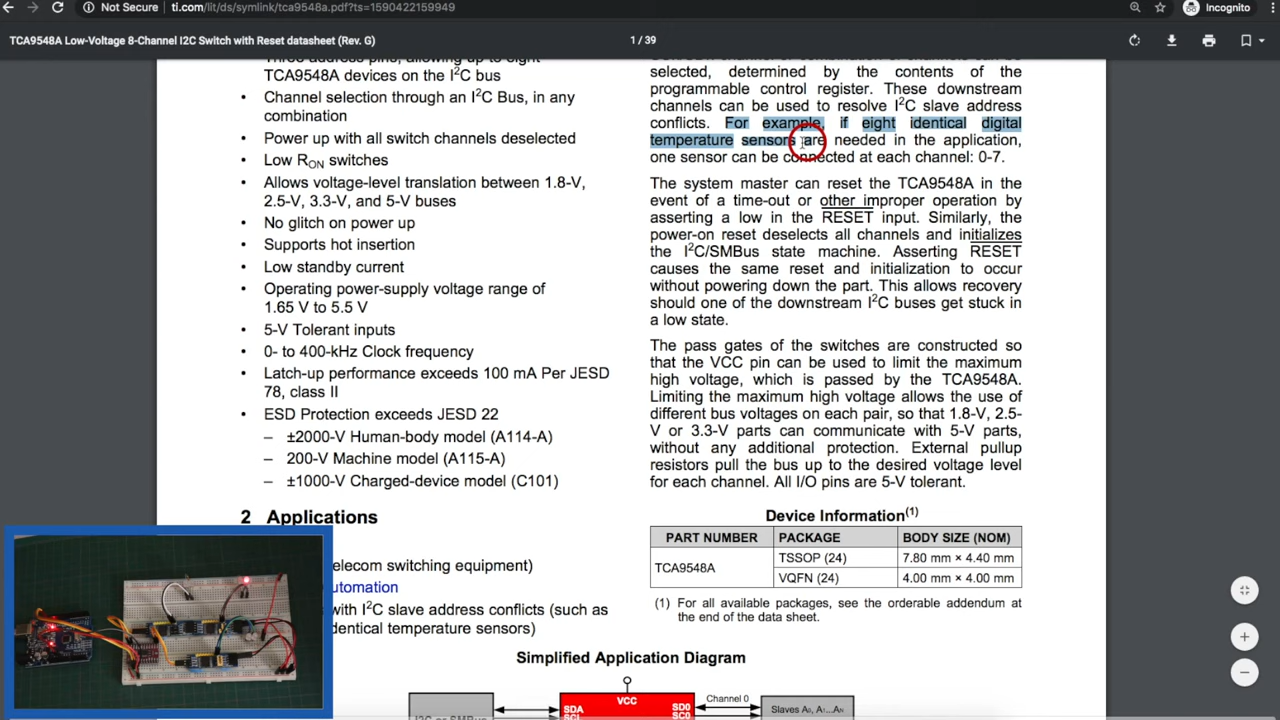 Not Secure | ti.com/lit/ds/symlink/tca9548a.pdf?ts=1590422159949
Incognito
TCA9548A Low-Voltage 8-Channel I2C Switch with Reset datasheet (Rev. G)
1 / 39
TCA9548A devices on the I²C bus
• Channel selection through an I²C Bus, in any
combination
• Power up with all switch channels deselected
• Low RON switches
• Allows voltage-level translation between 1.8-V,
2.5-V, 3.3-V, and 5-V buses
• No glitch on power up
• Supports hot insertion
• Low standby current
• Operating power-supply voltage range of
1.65 V to 5.5 V
• 5-V Tolerant inputs
• 0- to 400-kHz Clock frequency
• Latch-up performance exceeds 100 mA Per JESD
78, class II
• ESD Protection exceeds JESD 22
– ±2000-V Human-body model (A114-A)
– 200-V Machine model (A115-A)
– ±1000-V Charged-device model (C101)
2 Applications
elecom switching equipment)
utomation
with I²C slave address conflicts (such as
dentical temperature sensors)
selected, determined by the contents of the
programmable control register. These downstream
channels can be used to resolve I²C slave address
conflicts. For example, if eight identical digital
temperature sensors are needed in the application,
one sensor can be connected at each channel: 0-7.
The system master can reset the TCA9548A in the
event of a time-out or other improper operation by
asserting a low in the RESET input. Similarly, the
power-on reset deselects all channels and initializes
the I²C/SMBus state machine. Asserting RESET
causes the same reset and initialization to occur
without powering down the part. This allows recovery
should one of the downstream I²C buses get stuck in
a low state.
The pass gates of the switches are constructed so
that the VCC pin can be used to limit the maximum
high voltage, which is passed by the TCA9548A.
Limiting the maximum high voltage allows the use of
different bus voltages on each pair, so that 1.8-V, 2.5-
V or 3.3-V parts can communicate with 5-V parts,
without any additional protection. External pullup
resistors pull the bus up to the desired voltage level
for each channel. All I/O pins are 5-V tolerant.
Device Information(1)
PART NUMBER PACKAGE BODY SIZE (NOM)
TCA9548A TSSOP (24) 7.80 mm × 4.40 mm
VQFN (24) 4.00 mm × 4.00 mm
(1) For all available packages, see the orderable addendum at
the end of the data sheet.
Simplified Application Diagram
VCC
Channel 0
SDA SD0 Slaves A0, A1...AN
SC0